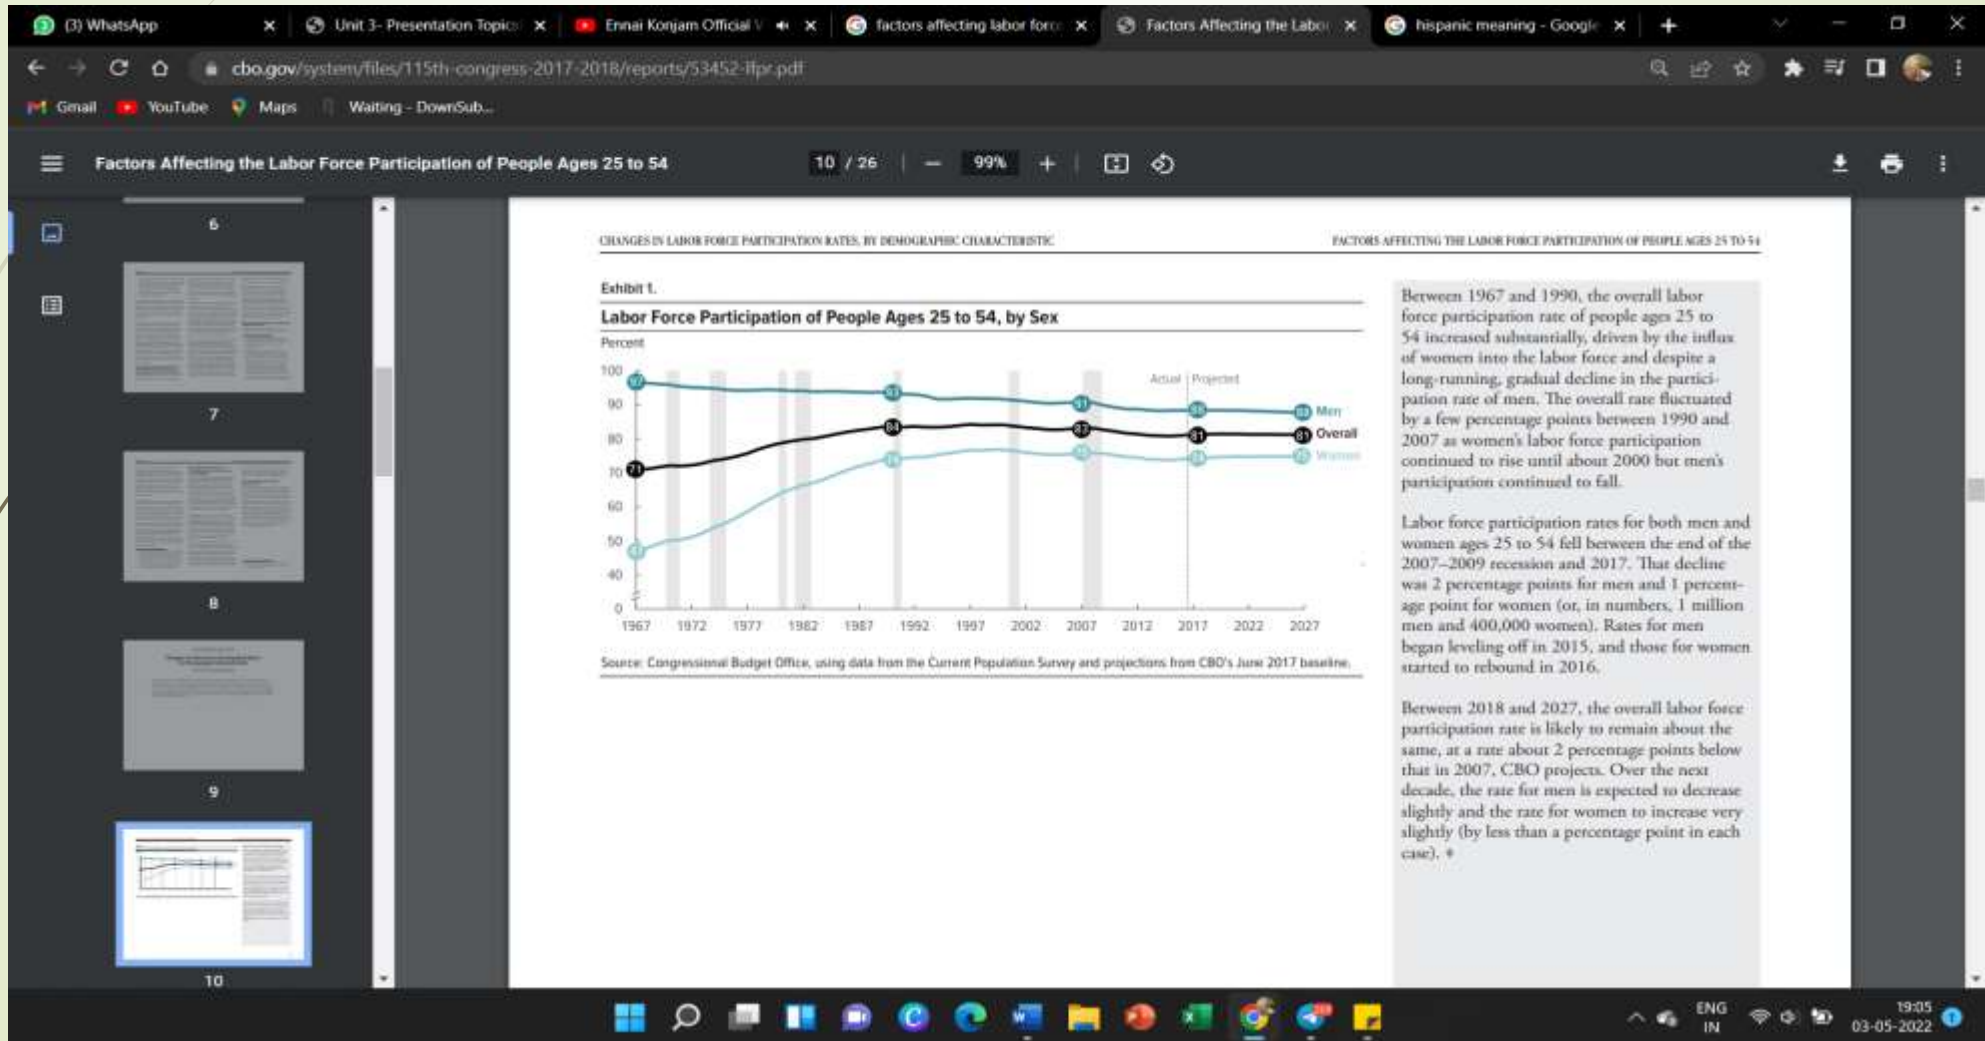 (3) WhatsApp
Unit 3- Presentation Topics
Ennai Konjam Official V
factors affecting labor forc
Factors Affecting the Labo
hispanic meaning - Google
cbo.gov/system/files/115th-congress-2017-2018/reports/53452-lfpr.pdf
Gmail YouTube Maps Waiting - DownSub...
Factors Affecting the Labor Force Participation of People Ages 25 to 54
10 / 26
99%
6
7
8
9
10
CHANGES IN LABOR FORCE PARTICIPATION RATES, BY DEMOGRAPHIC CHARACTERISTIC
FACTORS AFFECTING THE LABOR FORCE PARTICIPATION OF PEOPLE AGES 25 TO 54
Exhibit 1.
Labor Force Participation of People Ages 25 to 54, by Sex
Percent
100
90
80
70
60
50
40
0
Actual Projected
97 93 91 88 Men
71 84 83 81 81 Overall
Women
1967 1972 1977 1982 1987 1992 1997 2002 2007 2012 2017 2022 2027
Source: Congressional Budget Office, using data from the Current Population Survey and projections from CBO's June 2017 baseline.
Between 1967 and 1990, the overall labor
force participation rate of people ages 25 to
54 increased substantially, driven by the influx
of women into the labor force and despite a
long-running, gradual decline in the partici-
pation rate of men. The overall rate fluctuated
by a few percentage points between 1990 and
2007 as women's labor force participation
continued to rise until about 2000 but men's
participation continued to fall.
Labor force participation rates for both men and
women ages 25 to 54 fell between the end of the
2007–2009 recession and 2017. That decline
was 2 percentage points for men and 1 percent-
age point for women (or, in numbers, 1 million
men and 400,000 women). Rates for men
began leveling off in 2015, and those for women
started to rebound in 2016.
Between 2018 and 2027, the overall labor force
participation rate is likely to remain about the
same, at a rate about 2 percentage points below
that in 2007, CBO projects. Over the next
decade, the rate for men is expected to decrease
slightly and the rate for women to increase very
slightly (by less than a percentage point in each
case).
ENG
IN
19:05
03-05-2022